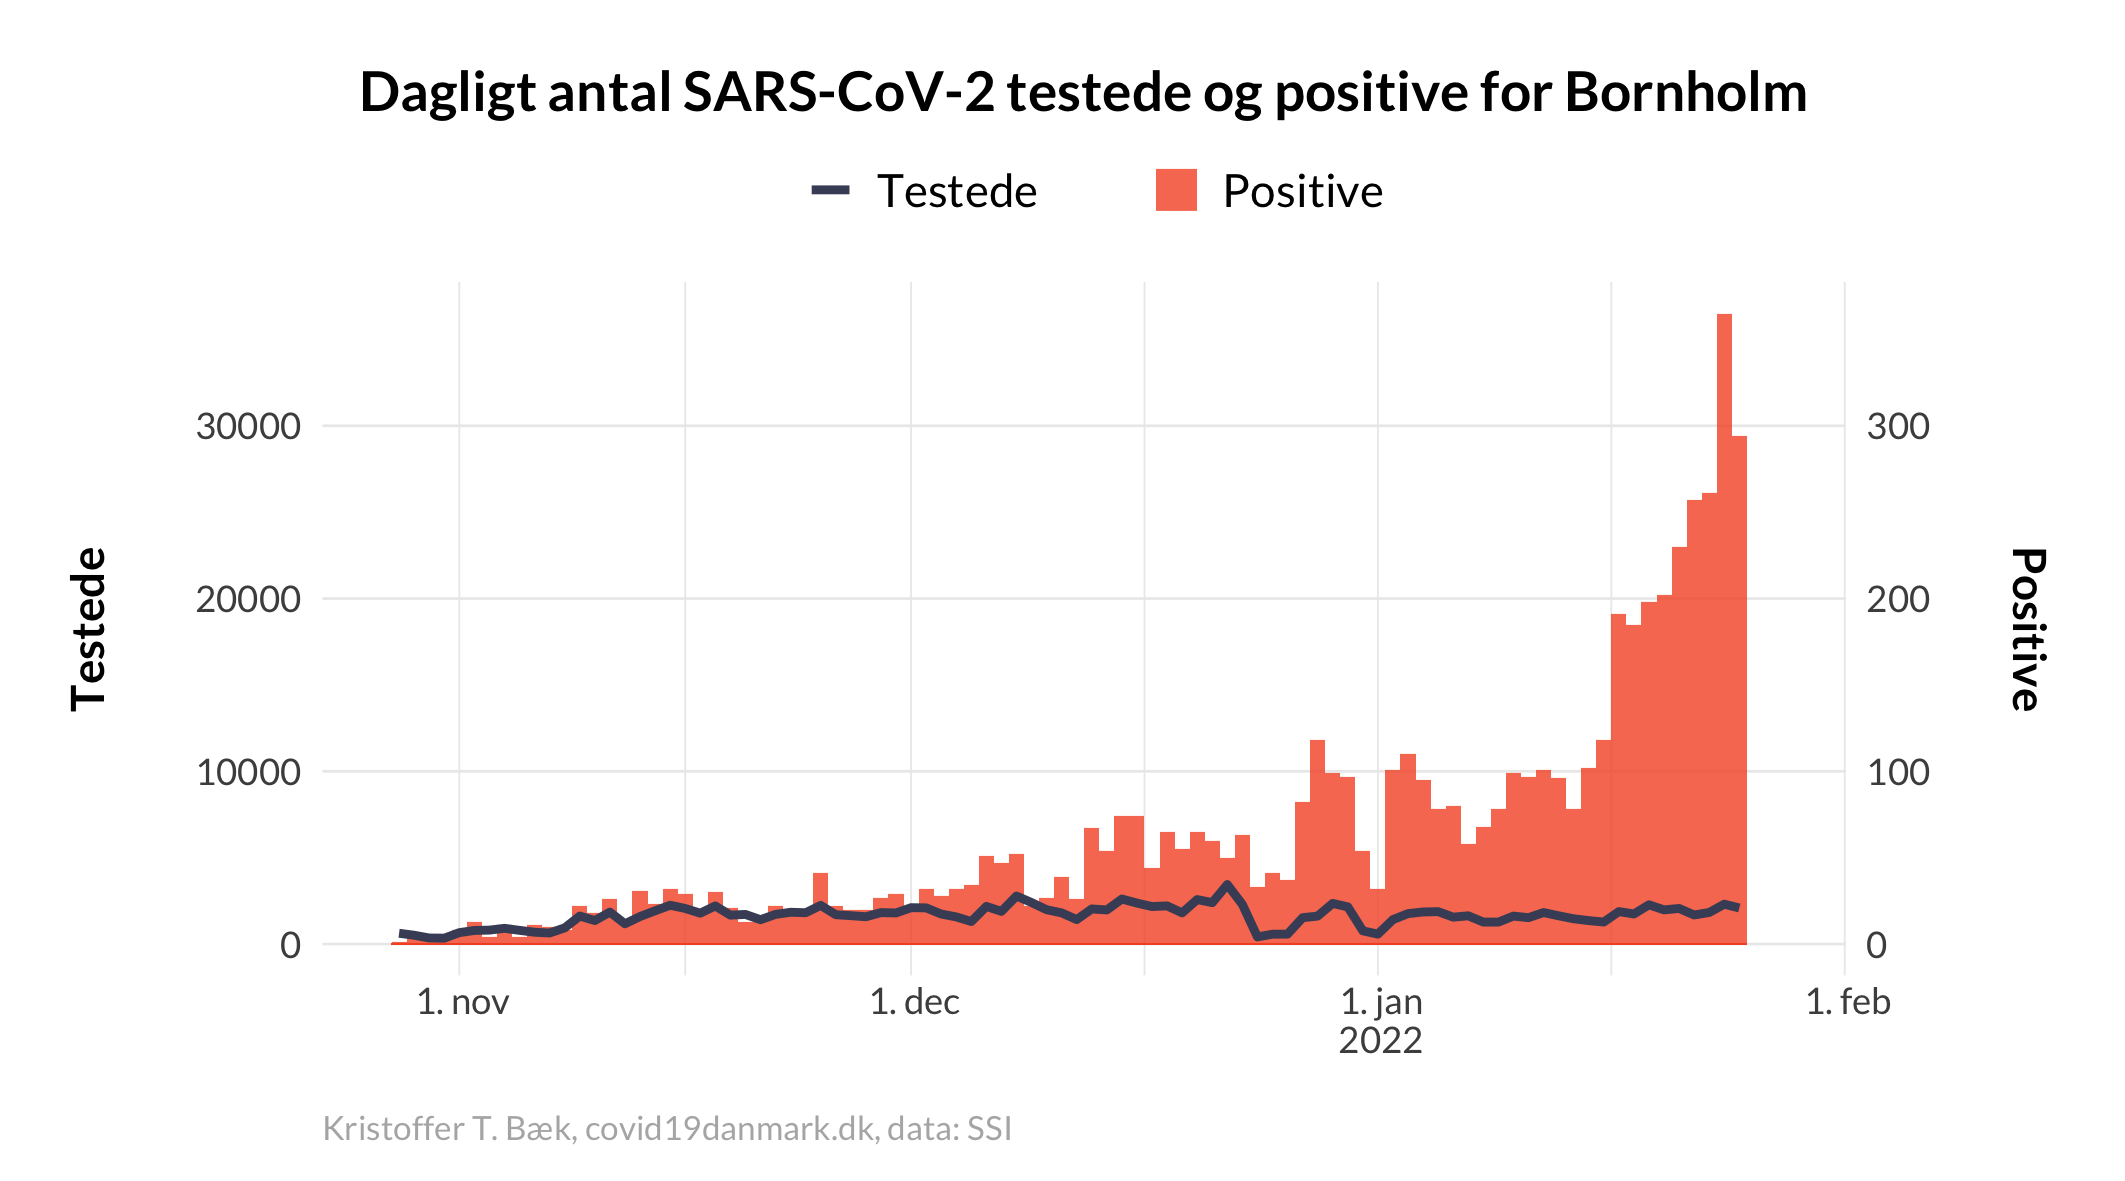 Dagligt antal SARS-CoV-2 testede og positive for Bornholm
Testede
Positive
30000
20000
10000
0
Testede
300
200
100
0
Positive
1. nov
1. dec
1. jan
2022
1. feb
Kristoffer T. Bæk, covid19danmark.dk, data: SSI